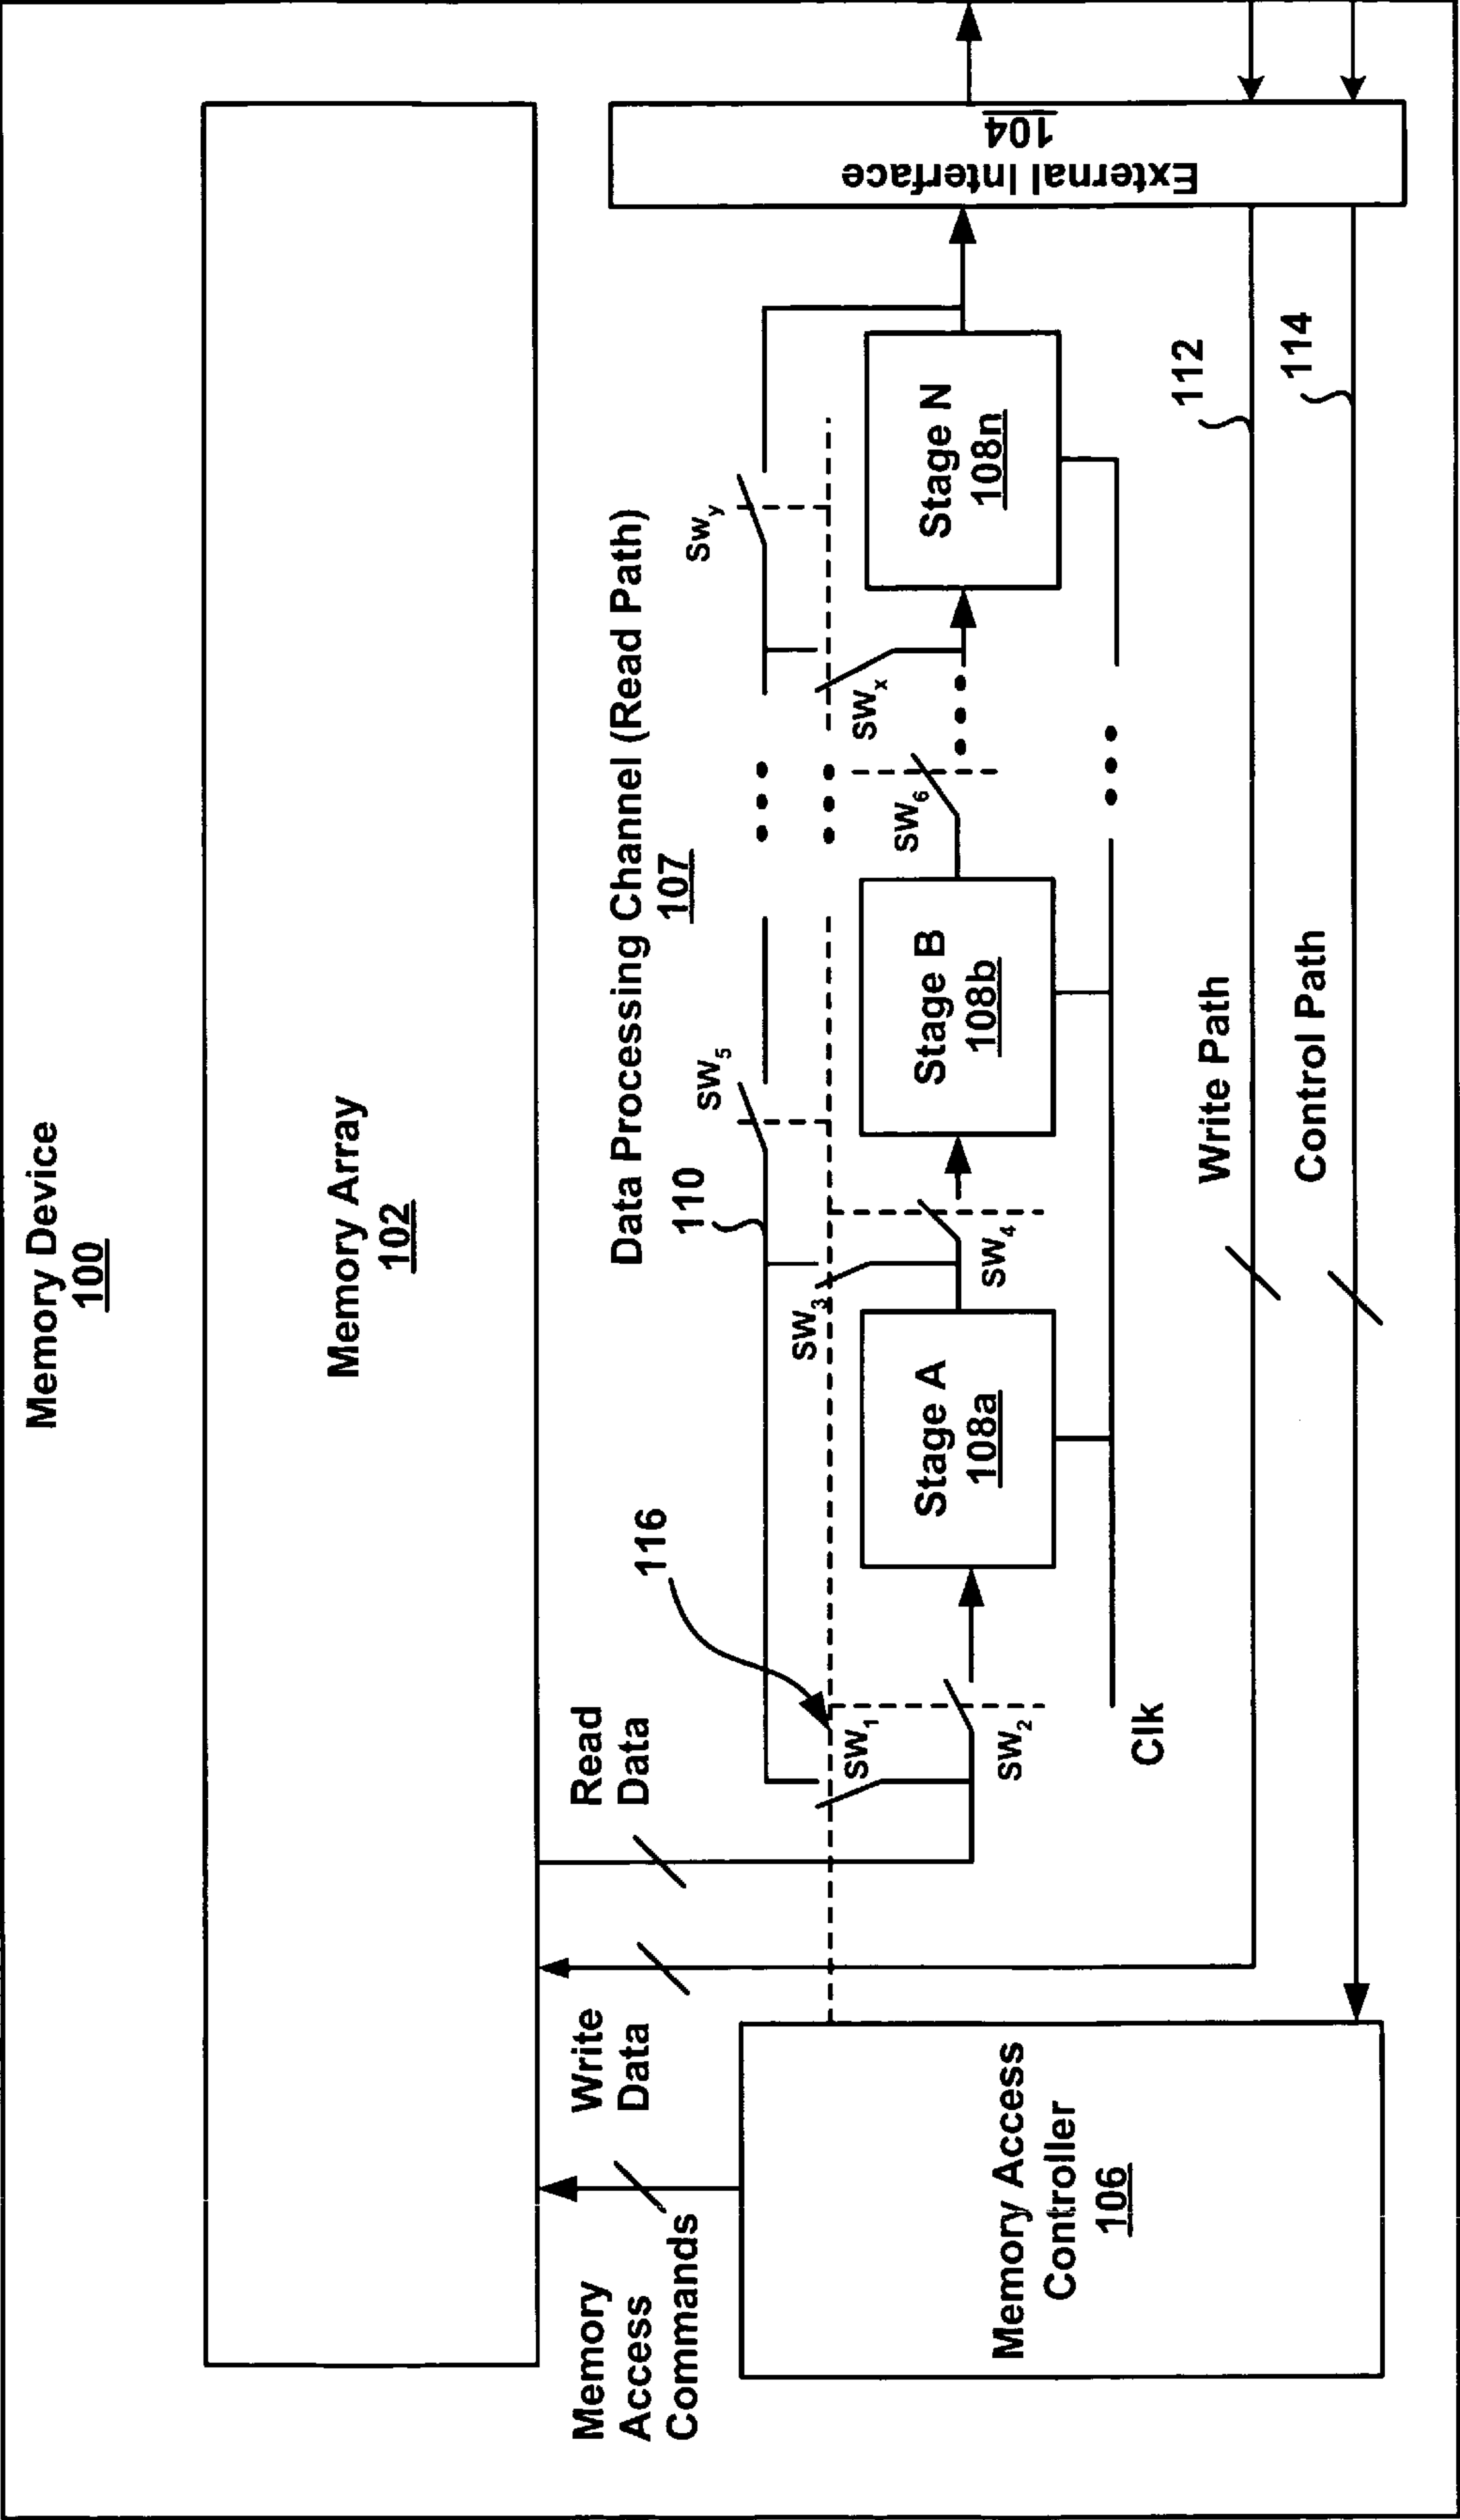 Memory Device
100
Memory Array
102
Memory
Access
Commands
Write
Data
Read
Data
116
110
Data Processing Channel (Read Path)
107
Memory Access
Controller
106
sw1
sw2
sw3
sw4
sw5
sw6
swx
swy
Stage A
108a
Stage B
108b
Stage N
108n
Clk
External Interface
104
Write Path
112
Control Path
114